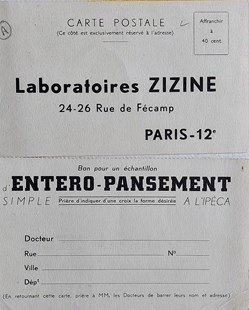 A
CARTE POSTALE
(Ce côté est exclusivement réservé à l'adresse)
Affranchir
à
40 cent.
Laboratoires ZIZINE
24-26 Rue de Fécamp
PARIS-12e
Bon pour un échantillon
d'ENTERO-PANSEMENT
SIMPLE Prière d'indiquer d'une croix la forme désirée A L'IPÉCA
Docteur
Rue No
Ville
Dépt
(En retournant cette carte, prière à MM. les Docteurs de barrer leurs nom et adresse)